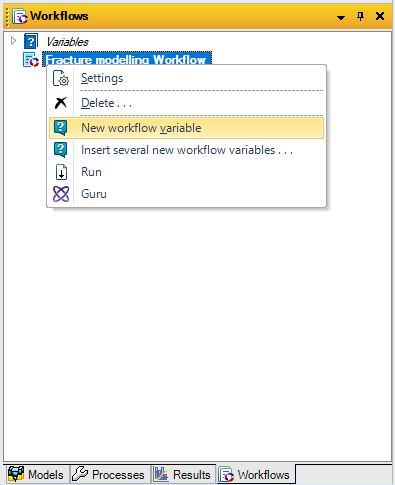 Workflows
Variables
Fracture modelling Workflow
Settings
Delete . . .
New workflow variable
Insert several new workflow variables . . .
Run
Guru
Models Processes Results Workflows